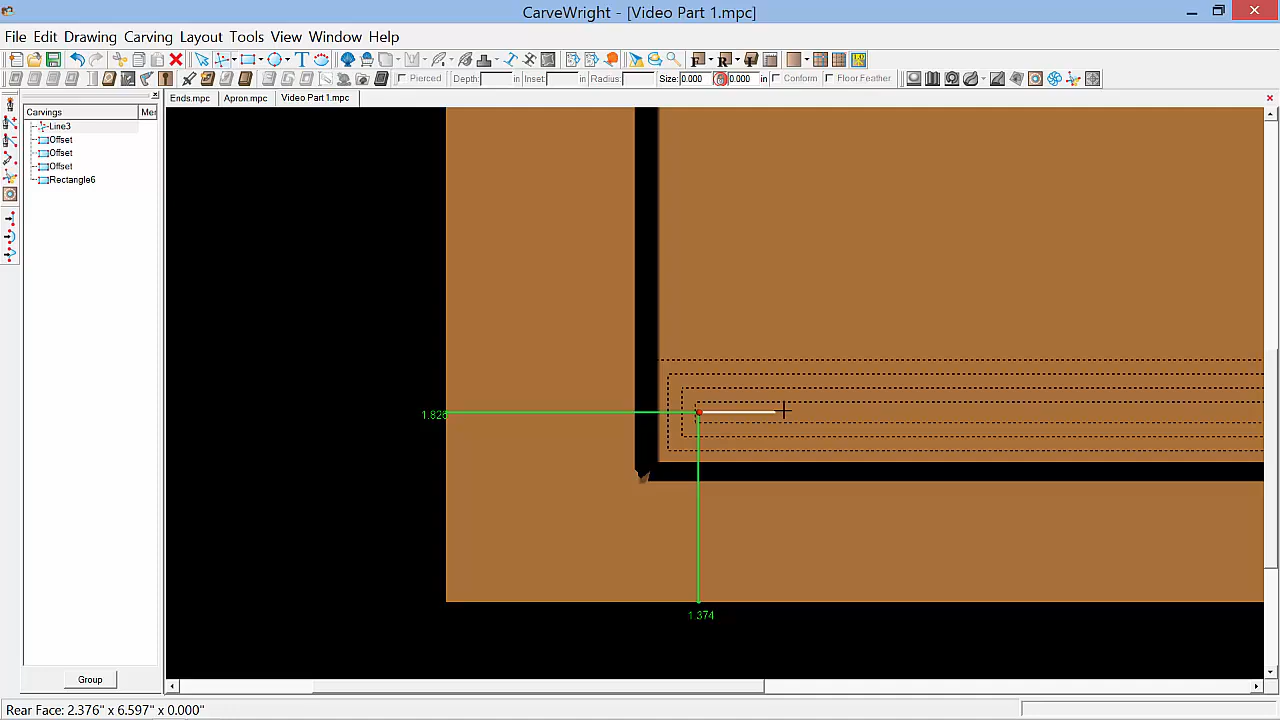 CarveWright - [Video Part 1.mpc]
File Edit Drawing Carving Layout Tools View Window Help
Pierced Depth: in Inset: in Radius: in Size: 0.000 0.000 in Conform Floor Feather
Ends.mpc Apron.mpc Video Part 1.mpc
Carvings Mer
Line3
Offset
Offset
Offset
Rectangle6
1.826
1.374
Group
Rear Face: 2.376" x 6.597" x 0.000"